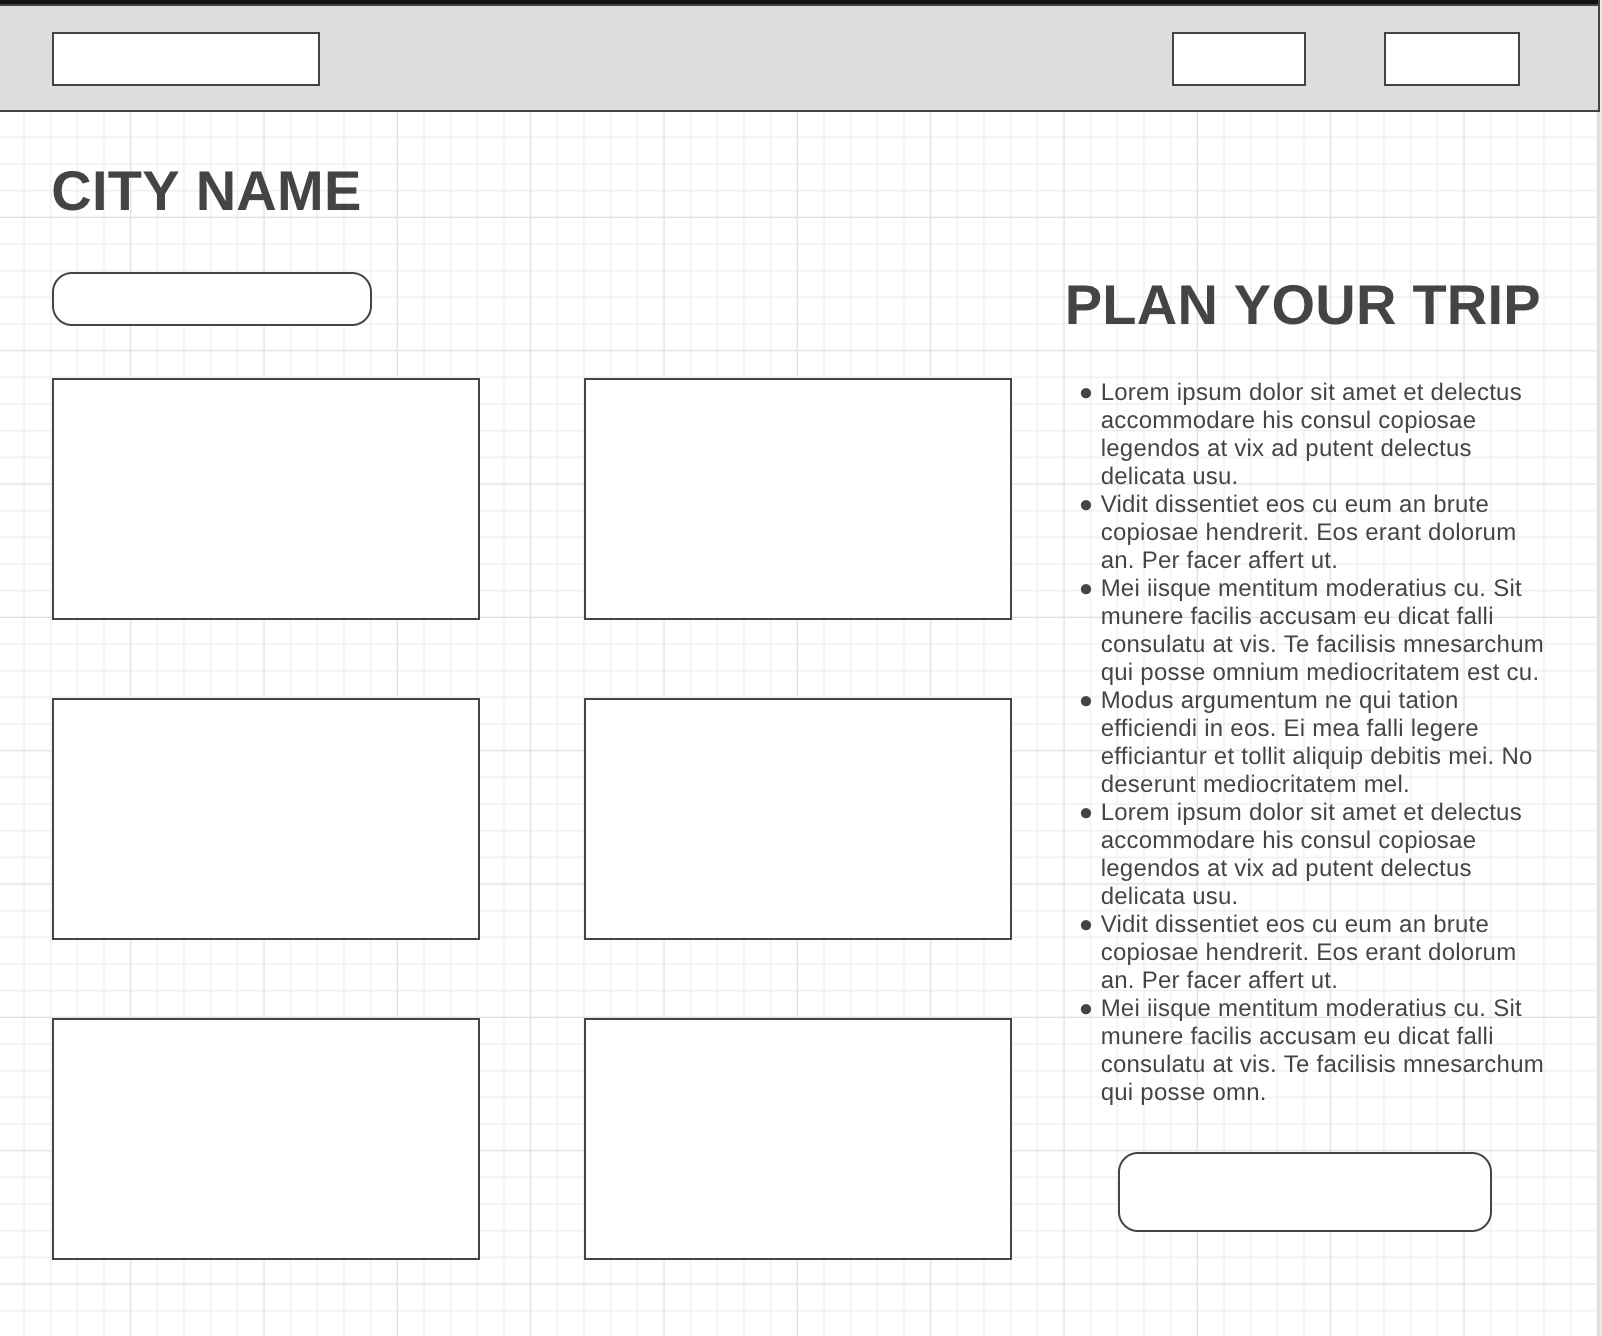 CITY NAME
PLAN YOUR TRIP
● Lorem ipsum dolor sit amet et delectus
accommodare his consul copiosae
legendos at vix ad putent delectus
delicata usu.
● Vidit dissentiet eos cu eum an brute
copiosae hendrerit. Eos erant dolorum
an. Per facer affert ut.
● Mei iisque mentitum moderatius cu. Sit
munere facilis accusam eu dicat falli
consulatu at vis. Te facilisis mnesarchum
qui posse omnium mediocritatem est cu.
● Modus argumentum ne qui tation
efficiendi in eos. Ei mea falli legere
efficiantur et tollit aliquip debitis mei. No
deserunt mediocritatem mel.
● Lorem ipsum dolor sit amet et delectus
accommodare his consul copiosae
legendos at vix ad putent delectus
delicata usu.
● Vidit dissentiet eos cu eum an brute
copiosae hendrerit. Eos erant dolorum
an. Per facer affert ut.
● Mei iisque mentitum moderatius cu. Sit
munere facilis accusam eu dicat falli
consulatu at vis. Te facilisis mnesarchum
qui posse omn.